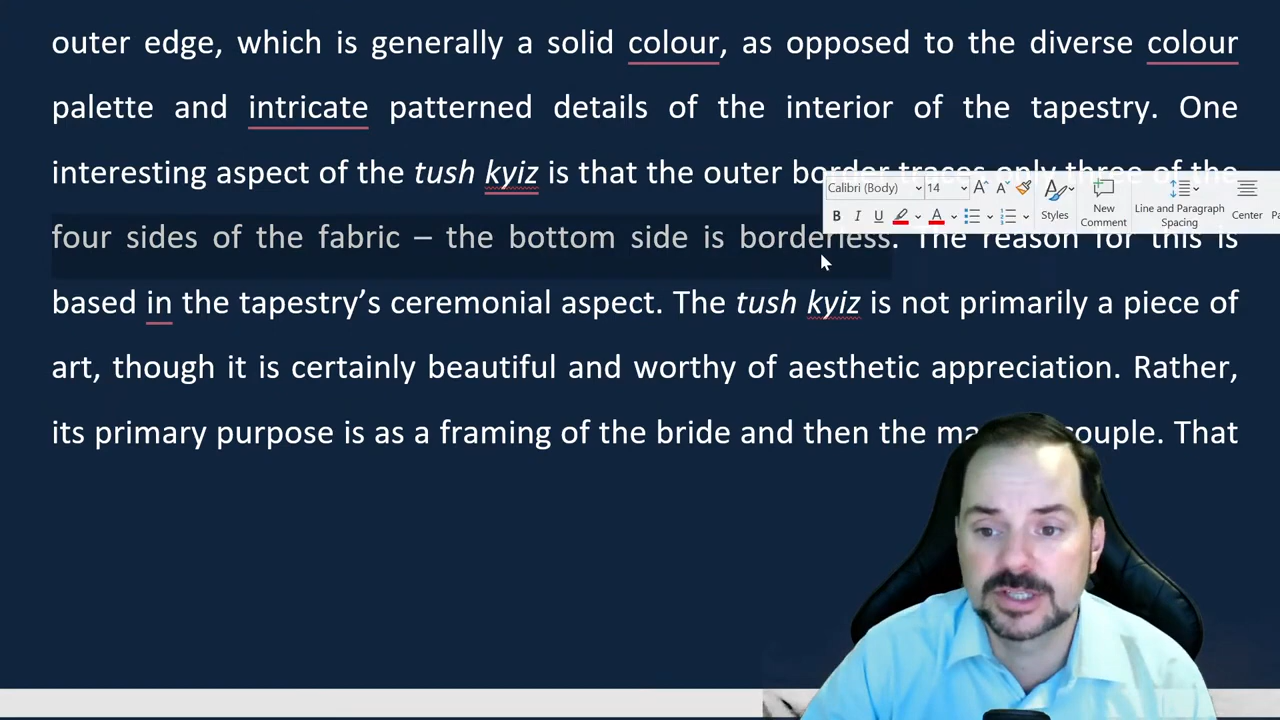 outer edge, which is generally a solid colour, as opposed to the diverse colour
palette and intricate patterned details of the interior of the tapestry. One
interesting aspect of the tush kyiz is that the outer border traces only three of the
Calibri (Body) 14
B I U A Styles New Comment Line and Paragraph Spacing Center
four sides of the fabric – the bottom side is borderless. The reason for this is
based in the tapestry’s ceremonial aspect. The tush kyiz is not primarily a piece of
art, though it is certainly beautiful and worthy of aesthetic appreciation. Rather,
its primary purpose is as a framing of the bride and then the couple. That